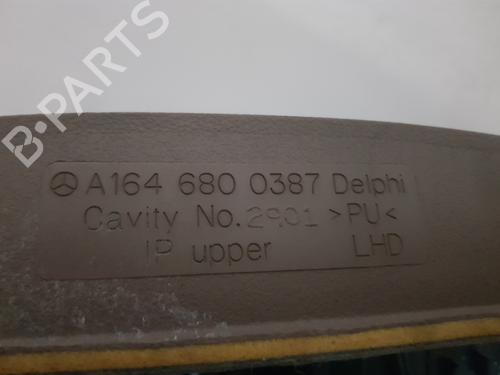 B-PARTS
A164 680 0387 Delphi
Cavity No. 2901 >PU<
IP upper LHD